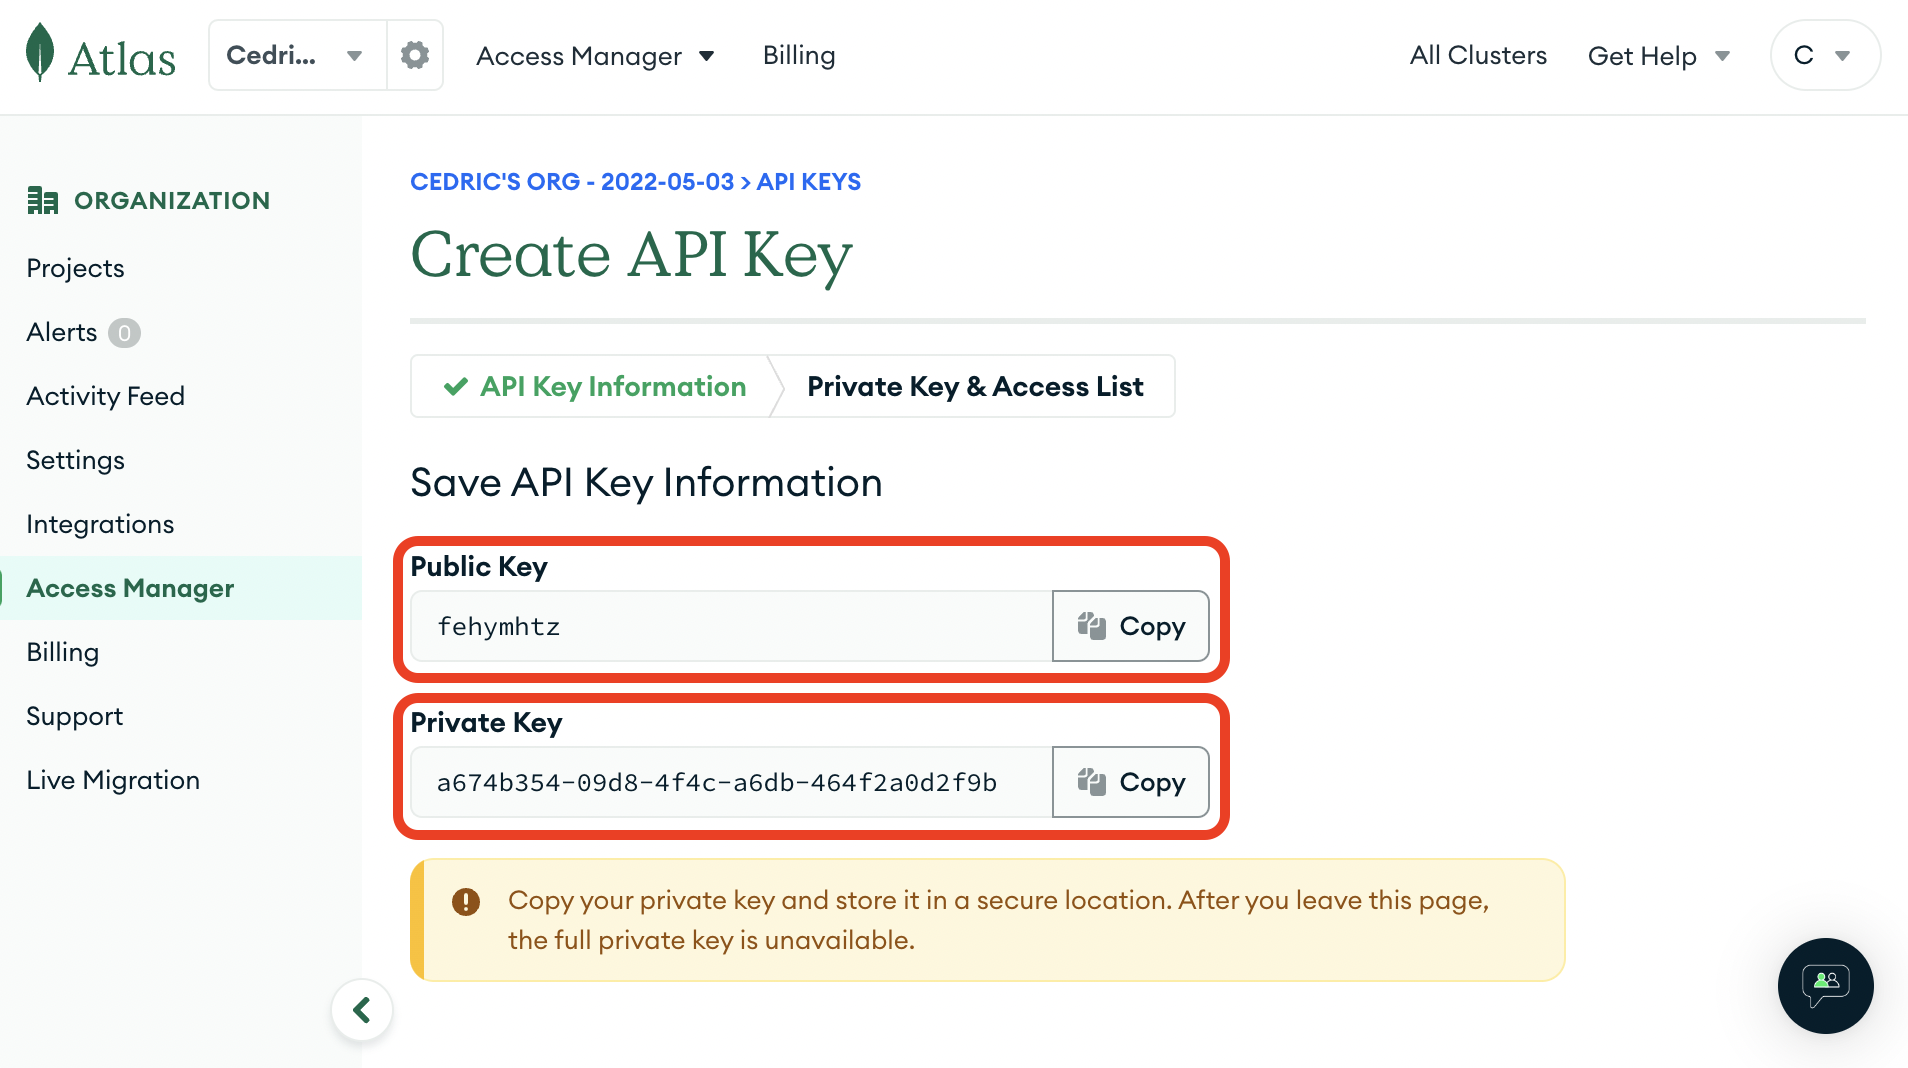 Atlas
Cedri...
Access Manager
Billing
All Clusters
Get Help
C
ORGANIZATION
Projects
Alerts 0
Activity Feed
Settings
Integrations
Access Manager
Billing
Support
Live Migration
CEDRIC'S ORG - 2022-05-03 > API KEYS
Create API Key
API Key Information
Private Key & Access List
Save API Key Information
Public Key
fehymhtz
Copy
Private Key
a674b354-09d8-4f4c-a6db-464f2a0d2f9b
Copy
Copy your private key and store it in a secure location. After you leave this page,
the full private key is unavailable.